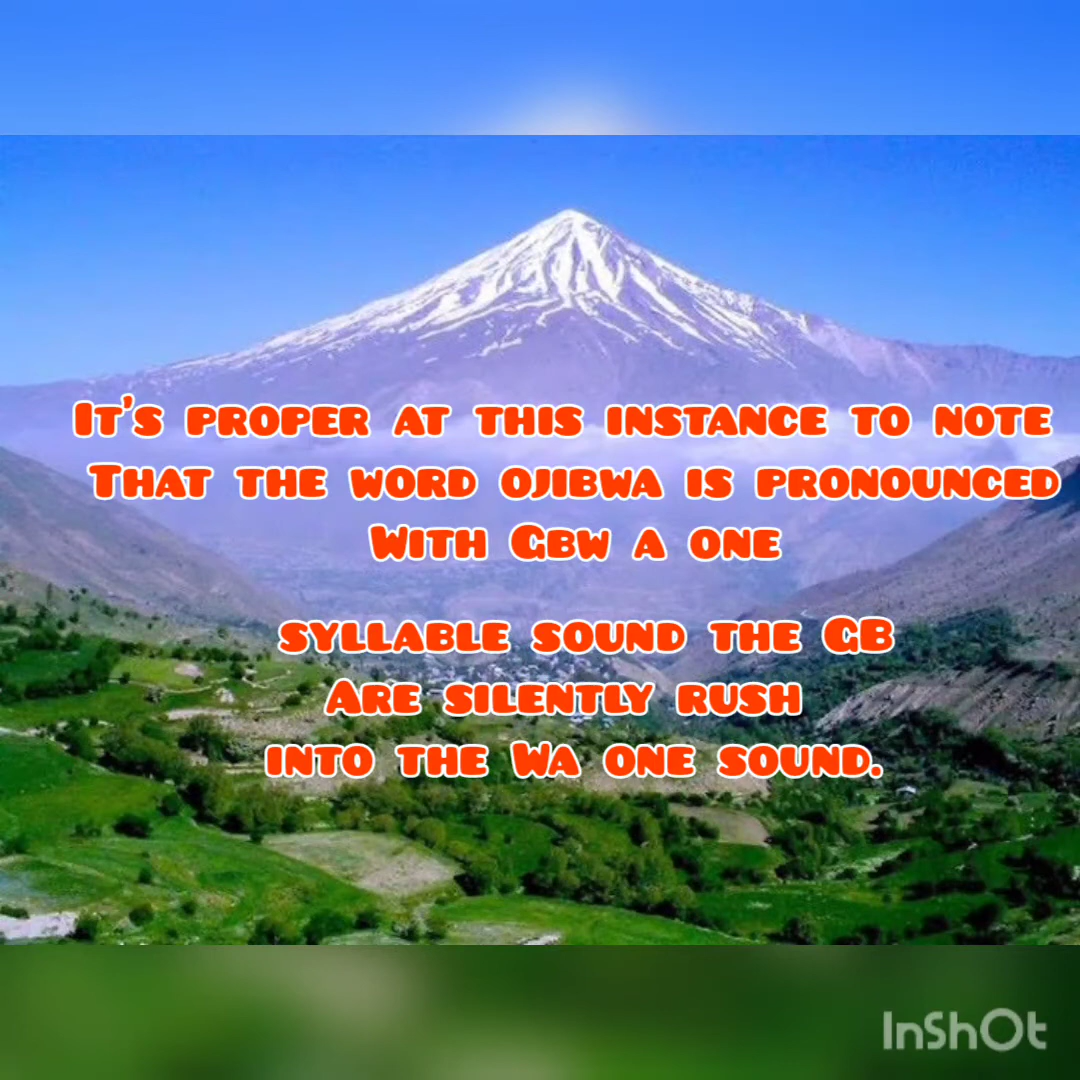 It's proper at this instance to note
That the word ojibwa is pronounced
With Gbw a one
syllable sound the GB
Are silently rush
into the Wa one sound.
InShOt